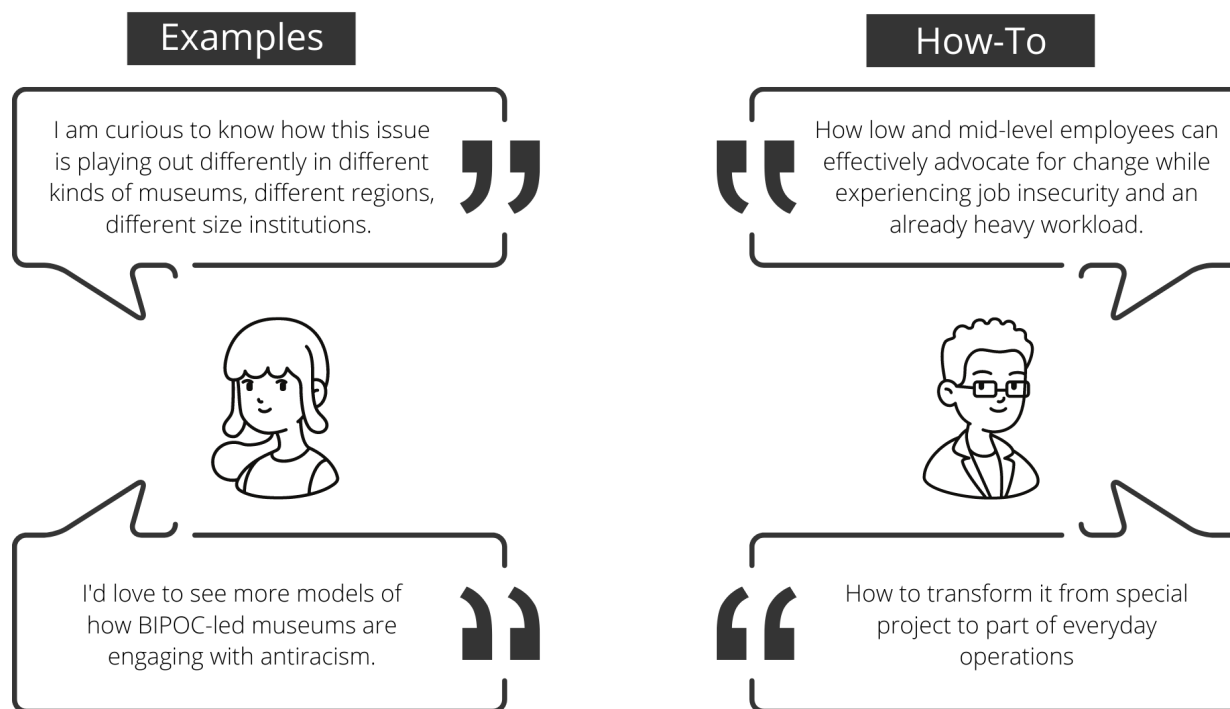 Examples
I am curious to know how this issue
is playing out differently in different
kinds of museums, different regions,
different size institutions.
I'd love to see more models of
how BIPOC-led museums are
engaging with antiracism.
How-To
How low and mid-level employees can
effectively advocate for change while
experiencing job insecurity and an
already heavy workload.
How to transform it from special
project to part of everyday
operations